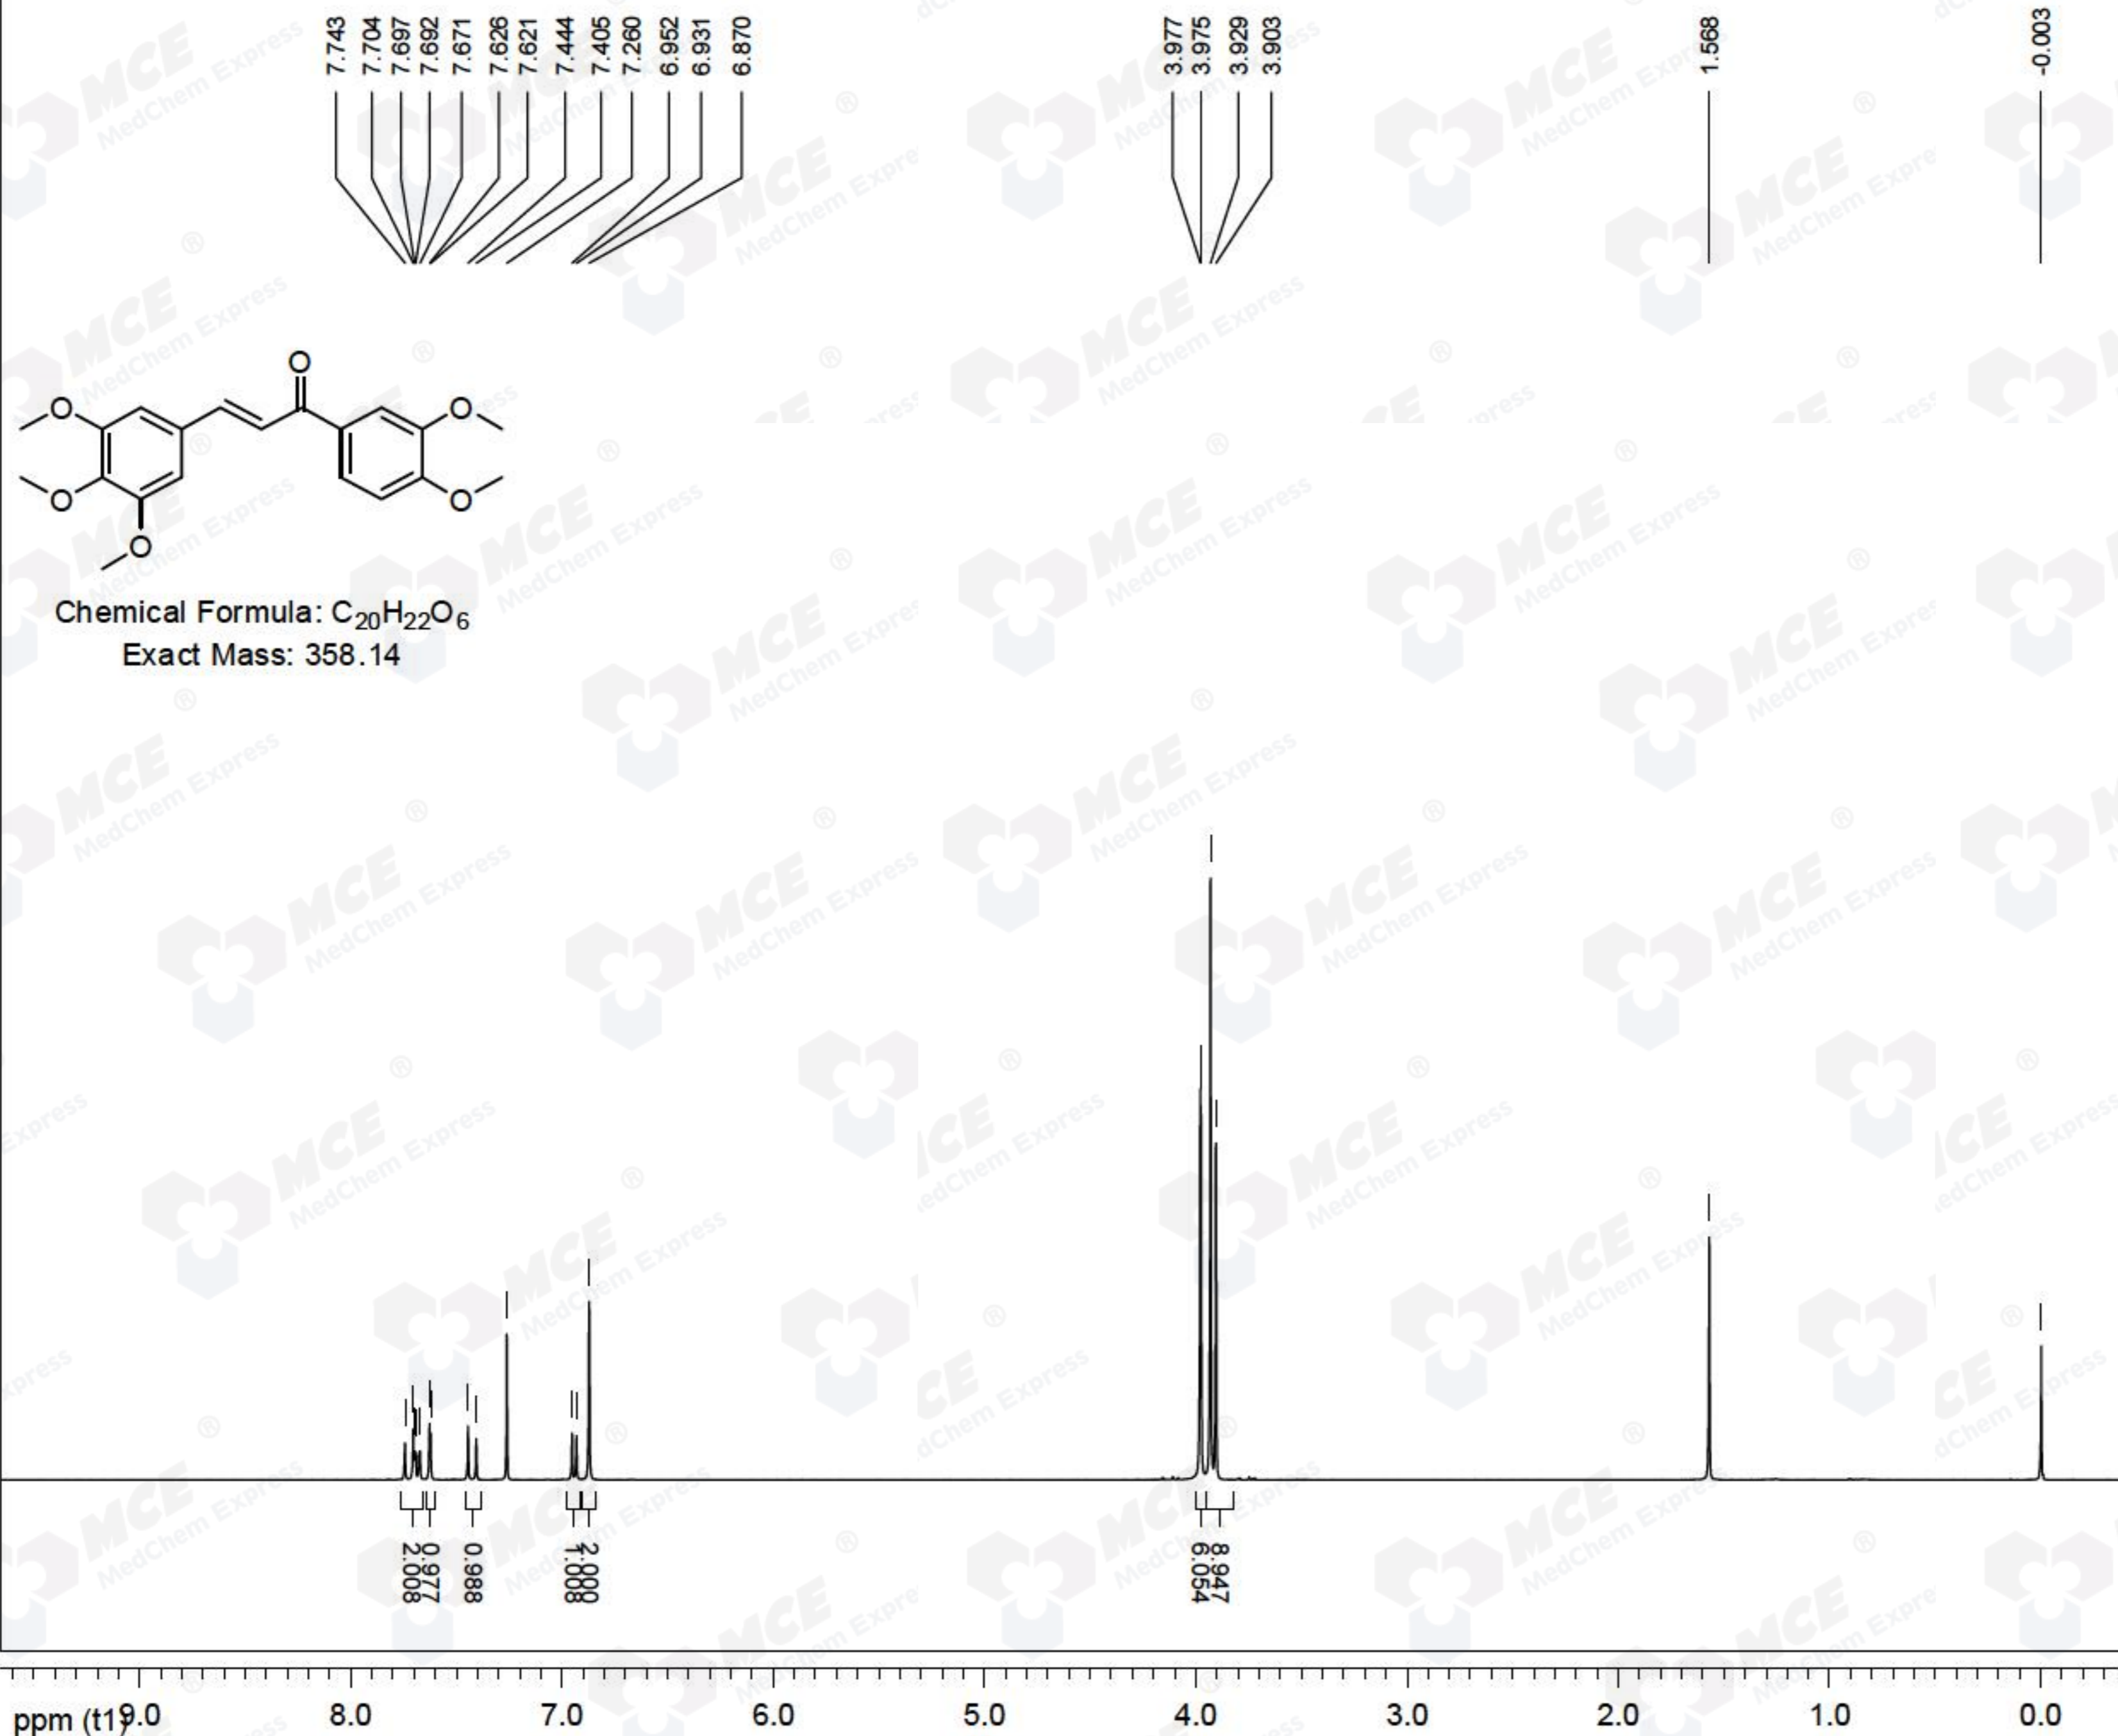 7.743
7.704
7.697
7.692
7.671
7.626
7.621
7.444
7.405
7.260
6.952
6.931
6.870
3.977
3.975
3.929
3.903
1.568
-0.003
O
O
O
O
O
O
Chemical Formula: C20H22O6
Exact Mass: 358.14
2.008
0.977
0.988
1.008
2.000
6.054
8.947
ppm (t1)
9.0 8.0 7.0 6.0 5.0 4.0 3.0 2.0 1.0 0.0
MCE
MedChem Express
®